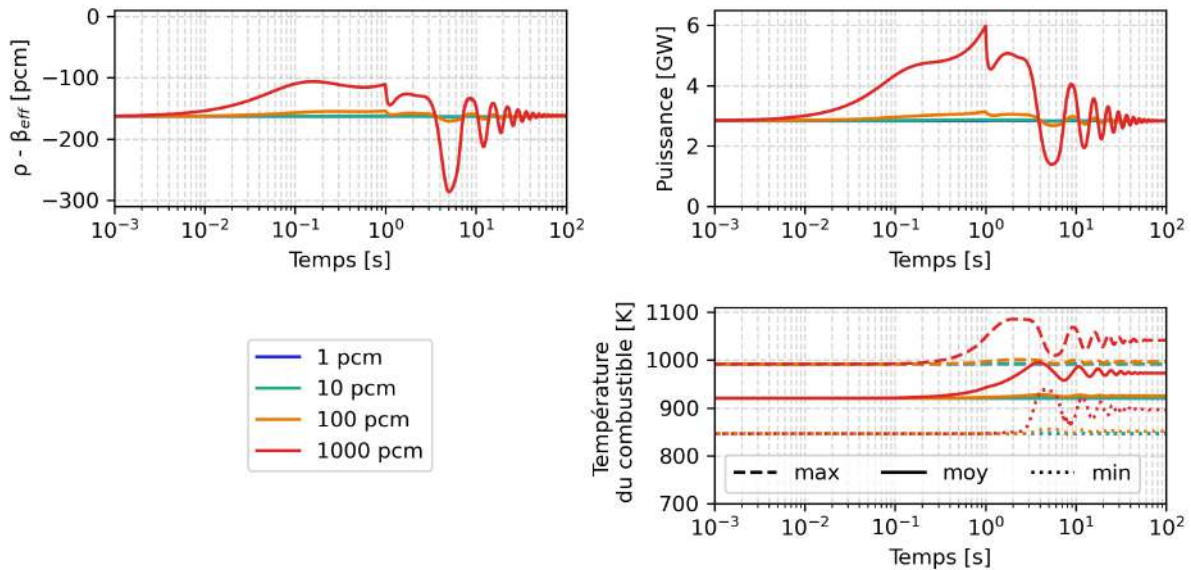 0
−100
−200
−300
ρ - βeff [pcm]
10⁻³ 10⁻² 10⁻¹ 10⁰ 10¹ 10²
Temps [s]
6
4
2
0
Puissance [GW]
10⁻³ 10⁻² 10⁻¹ 10⁰ 10¹ 10²
Temps [s]
1 pcm
10 pcm
100 pcm
1000 pcm
1100
1000
900
800
700
Température
du combustible [K]
max moy min
10⁻³ 10⁻² 10⁻¹ 10⁰ 10¹ 10²
Temps [s]